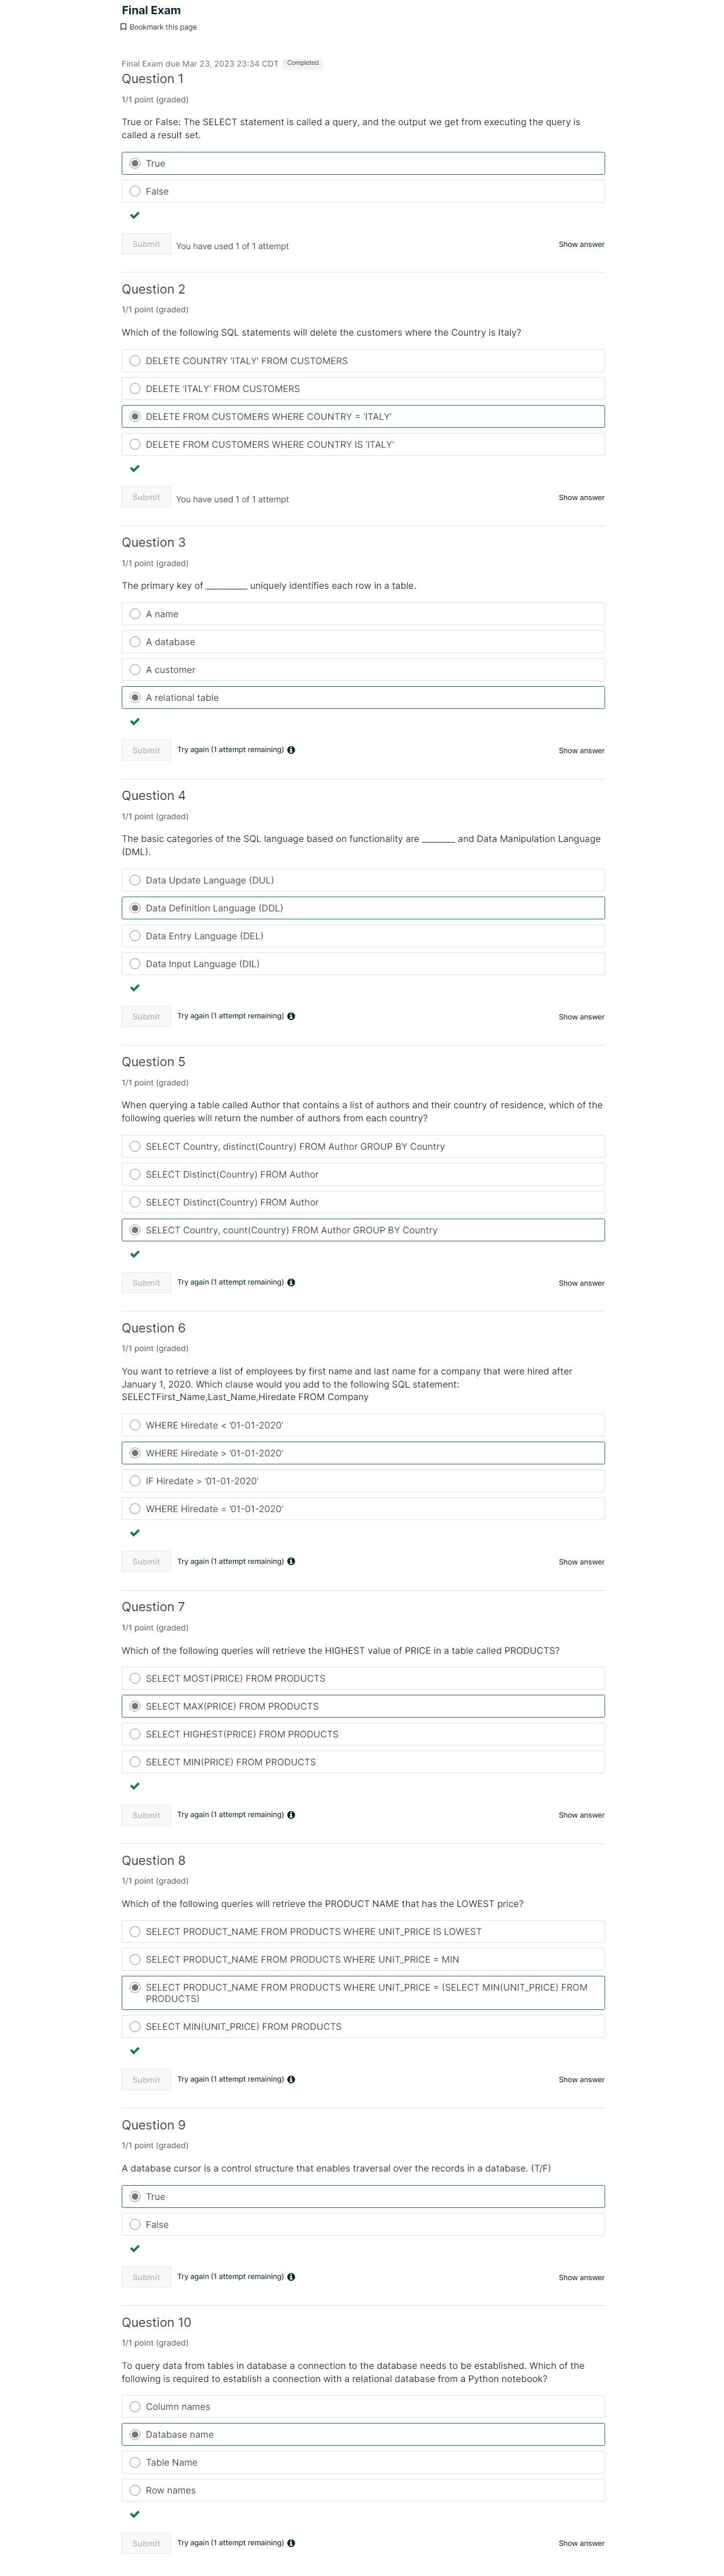 Final Exam
Bookmark this page
Final Exam due Mar 23, 2023 23:34 CDT Completed
Question 1
1/1 point (graded)
True or False: The SELECT statement is called a query, and the output we get from executing the query is
called a result set.
True
False
Submit You have used 1 of 1 attempt Show answer
Question 2
1/1 point (graded)
Which of the following SQL statements will delete the customers where the Country is Italy?
DELETE COUNTRY 'ITALY' FROM CUSTOMERS
DELETE 'ITALY' FROM CUSTOMERS
DELETE FROM CUSTOMERS WHERE COUNTRY = 'ITALY'
DELETE FROM CUSTOMERS WHERE COUNTRY IS 'ITALY'
Submit You have used 1 of 1 attempt Show answer
Question 3
1/1 point (graded)
The primary key of __________ uniquely identifies each row in a table.
A name
A database
A customer
A relational table
Submit Try again (1 attempt remaining) Show answer
Question 4
1/1 point (graded)
The basic categories of the SQL language based on functionality are ________ and Data Manipulation Language
(DML).
Data Update Language (DUL)
Data Definition Language (DDL)
Data Entry Language (DEL)
Data Input Language (DIL)
Submit Try again (1 attempt remaining) Show answer
Question 5
1/1 point (graded)
When querying a table called Author that contains a list of authors and their country of residence, which of the
following queries will return the number of authors from each country?
SELECT Country, distinct(Country) FROM Author GROUP BY Country
SELECT Distinct(Country) FROM Author
SELECT Distinct(Country) FROM Author
SELECT Country, count(Country) FROM Author GROUP BY Country
Submit Try again (1 attempt remaining) Show answer
Question 6
1/1 point (graded)
You want to retrieve a list of employees by first name and last name for a company that were hired after
January 1, 2020. Which clause would you add to the following SQL statement:
SELECTFirst_Name,Last_Name,Hiredate FROM Company
WHERE Hiredate < '01-01-2020'
WHERE Hiredate > '01-01-2020'
IF Hiredate > '01-01-2020'
WHERE Hiredate = '01-01-2020'
Submit Try again (1 attempt remaining) Show answer
Question 7
1/1 point (graded)
Which of the following queries will retrieve the HIGHEST value of PRICE in a table called PRODUCTS?
SELECT MOST(PRICE) FROM PRODUCTS
SELECT MAX(PRICE) FROM PRODUCTS
SELECT HIGHEST(PRICE) FROM PRODUCTS
SELECT MIN(PRICE) FROM PRODUCTS
Submit Try again (1 attempt remaining) Show answer
Question 8
1/1 point (graded)
Which of the following queries will retrieve the PRODUCT NAME that has the LOWEST price?
SELECT PRODUCT_NAME FROM PRODUCTS WHERE UNIT_PRICE IS LOWEST
SELECT PRODUCT_NAME FROM PRODUCTS WHERE UNIT_PRICE = MIN
SELECT PRODUCT_NAME FROM PRODUCTS WHERE UNIT_PRICE = (SELECT MIN(UNIT_PRICE) FROM
PRODUCTS)
SELECT MIN(UNIT_PRICE) FROM PRODUCTS
Submit Try again (1 attempt remaining) Show answer
Question 9
1/1 point (graded)
A database cursor is a control structure that enables traversal over the records in a database. (T/F)
True
False
Submit Try again (1 attempt remaining) Show answer
Question 10
1/1 point (graded)
To query data from tables in database a connection to the database needs to be established. Which of the
following is required to establish a connection with a relational database from a Python notebook?
Column names
Database name
Table Name
Row names
Submit Try again (1 attempt remaining) Show answer